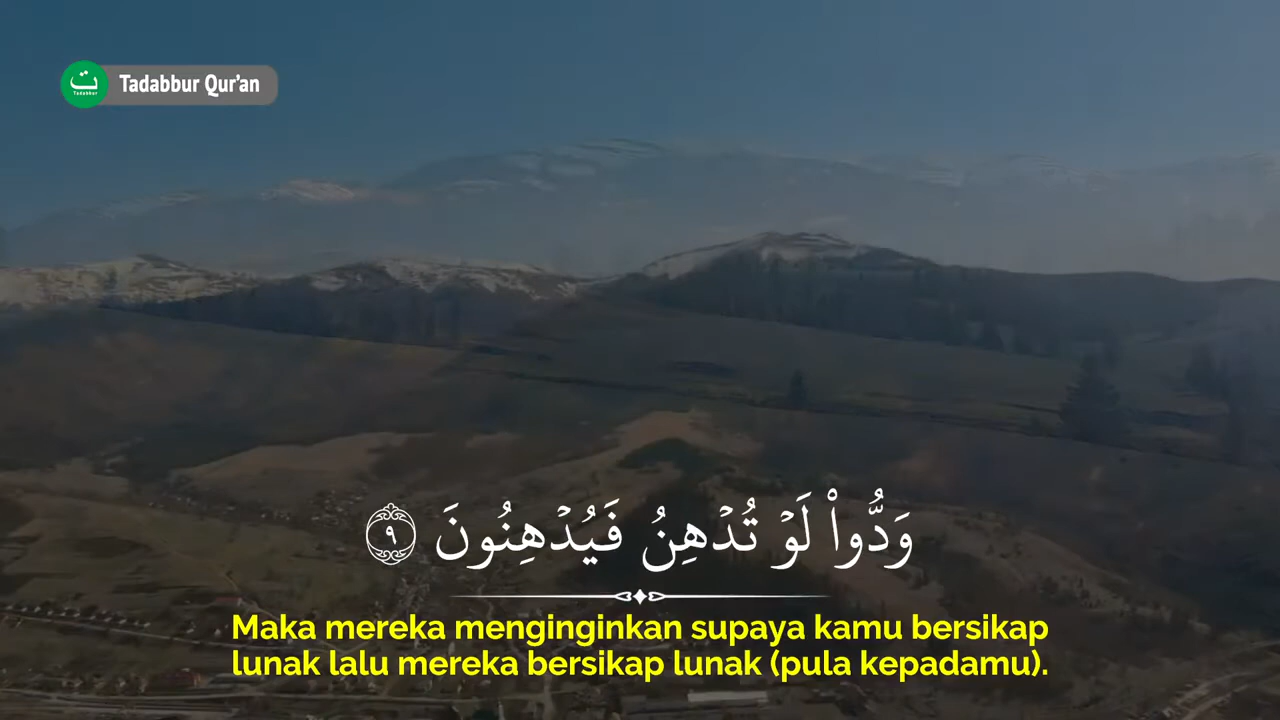 ت
Tadabbur
Tadabbur Qur'an
وَدُّوا۟ لَوْ تُدْهِنُ فَيُدْهِنُونَ ٩
Maka mereka menginginkan supaya kamu bersikap
lunak lalu mereka bersikap lunak (pula kepadamu).